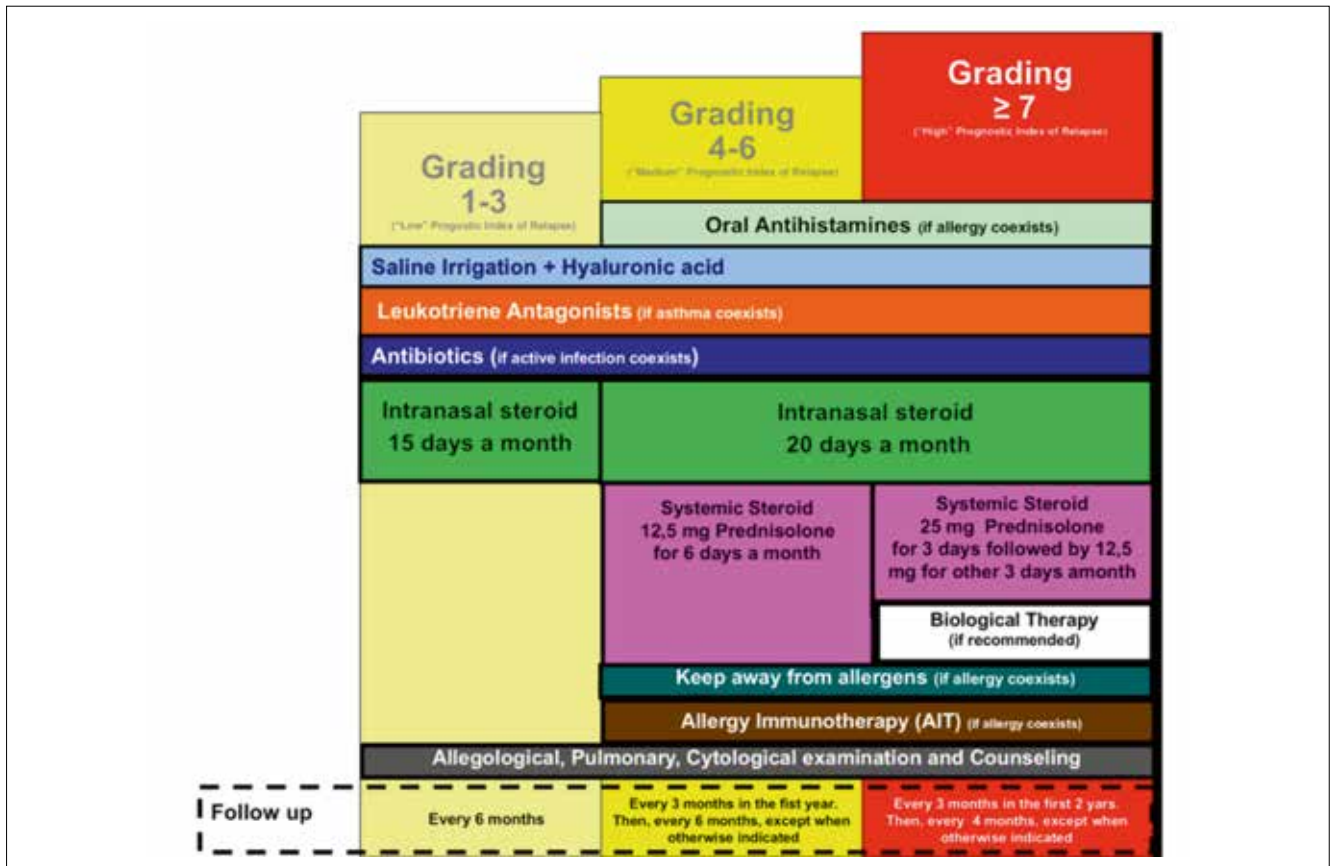 Grading
≥ 7
("High" Prognostic Index of Relapse)
Grading
4-6
("Medium" Prognostic Index of Relapse)
Grading
1-3
("Low" Prognostic Index of Relapse)
Oral Antihistamines (if allergy coexists)
Saline Irrigation + Hyaluronic acid
Leukotriene Antagonists (if asthma coexists)
Antibiotics (if active infection coexists)
Intranasal steroid
15 days a month
Intranasal steroid
20 days a month
Systemic Steroid
12,5 mg Prednisolone
for 6 days a month
Systemic Steroid
25 mg Prednisolone
for 3 days followed by 12,5
mg for other 3 days amonth
Biological Therapy
(if recommended)
Keep away from allergens (if allergy coexists)
Allergy Immunotherapy (AIT) (if allergy coexists)
Allegological, Pulmonary, Cytological examination and Counseling
Follow up
Every 6 months
Every 3 months in the fist year.
Then, every 6 months, except when
otherwise indicated
Every 3 months in the first 2 yars.
Then, every 4 months, except when
otherwise indicated